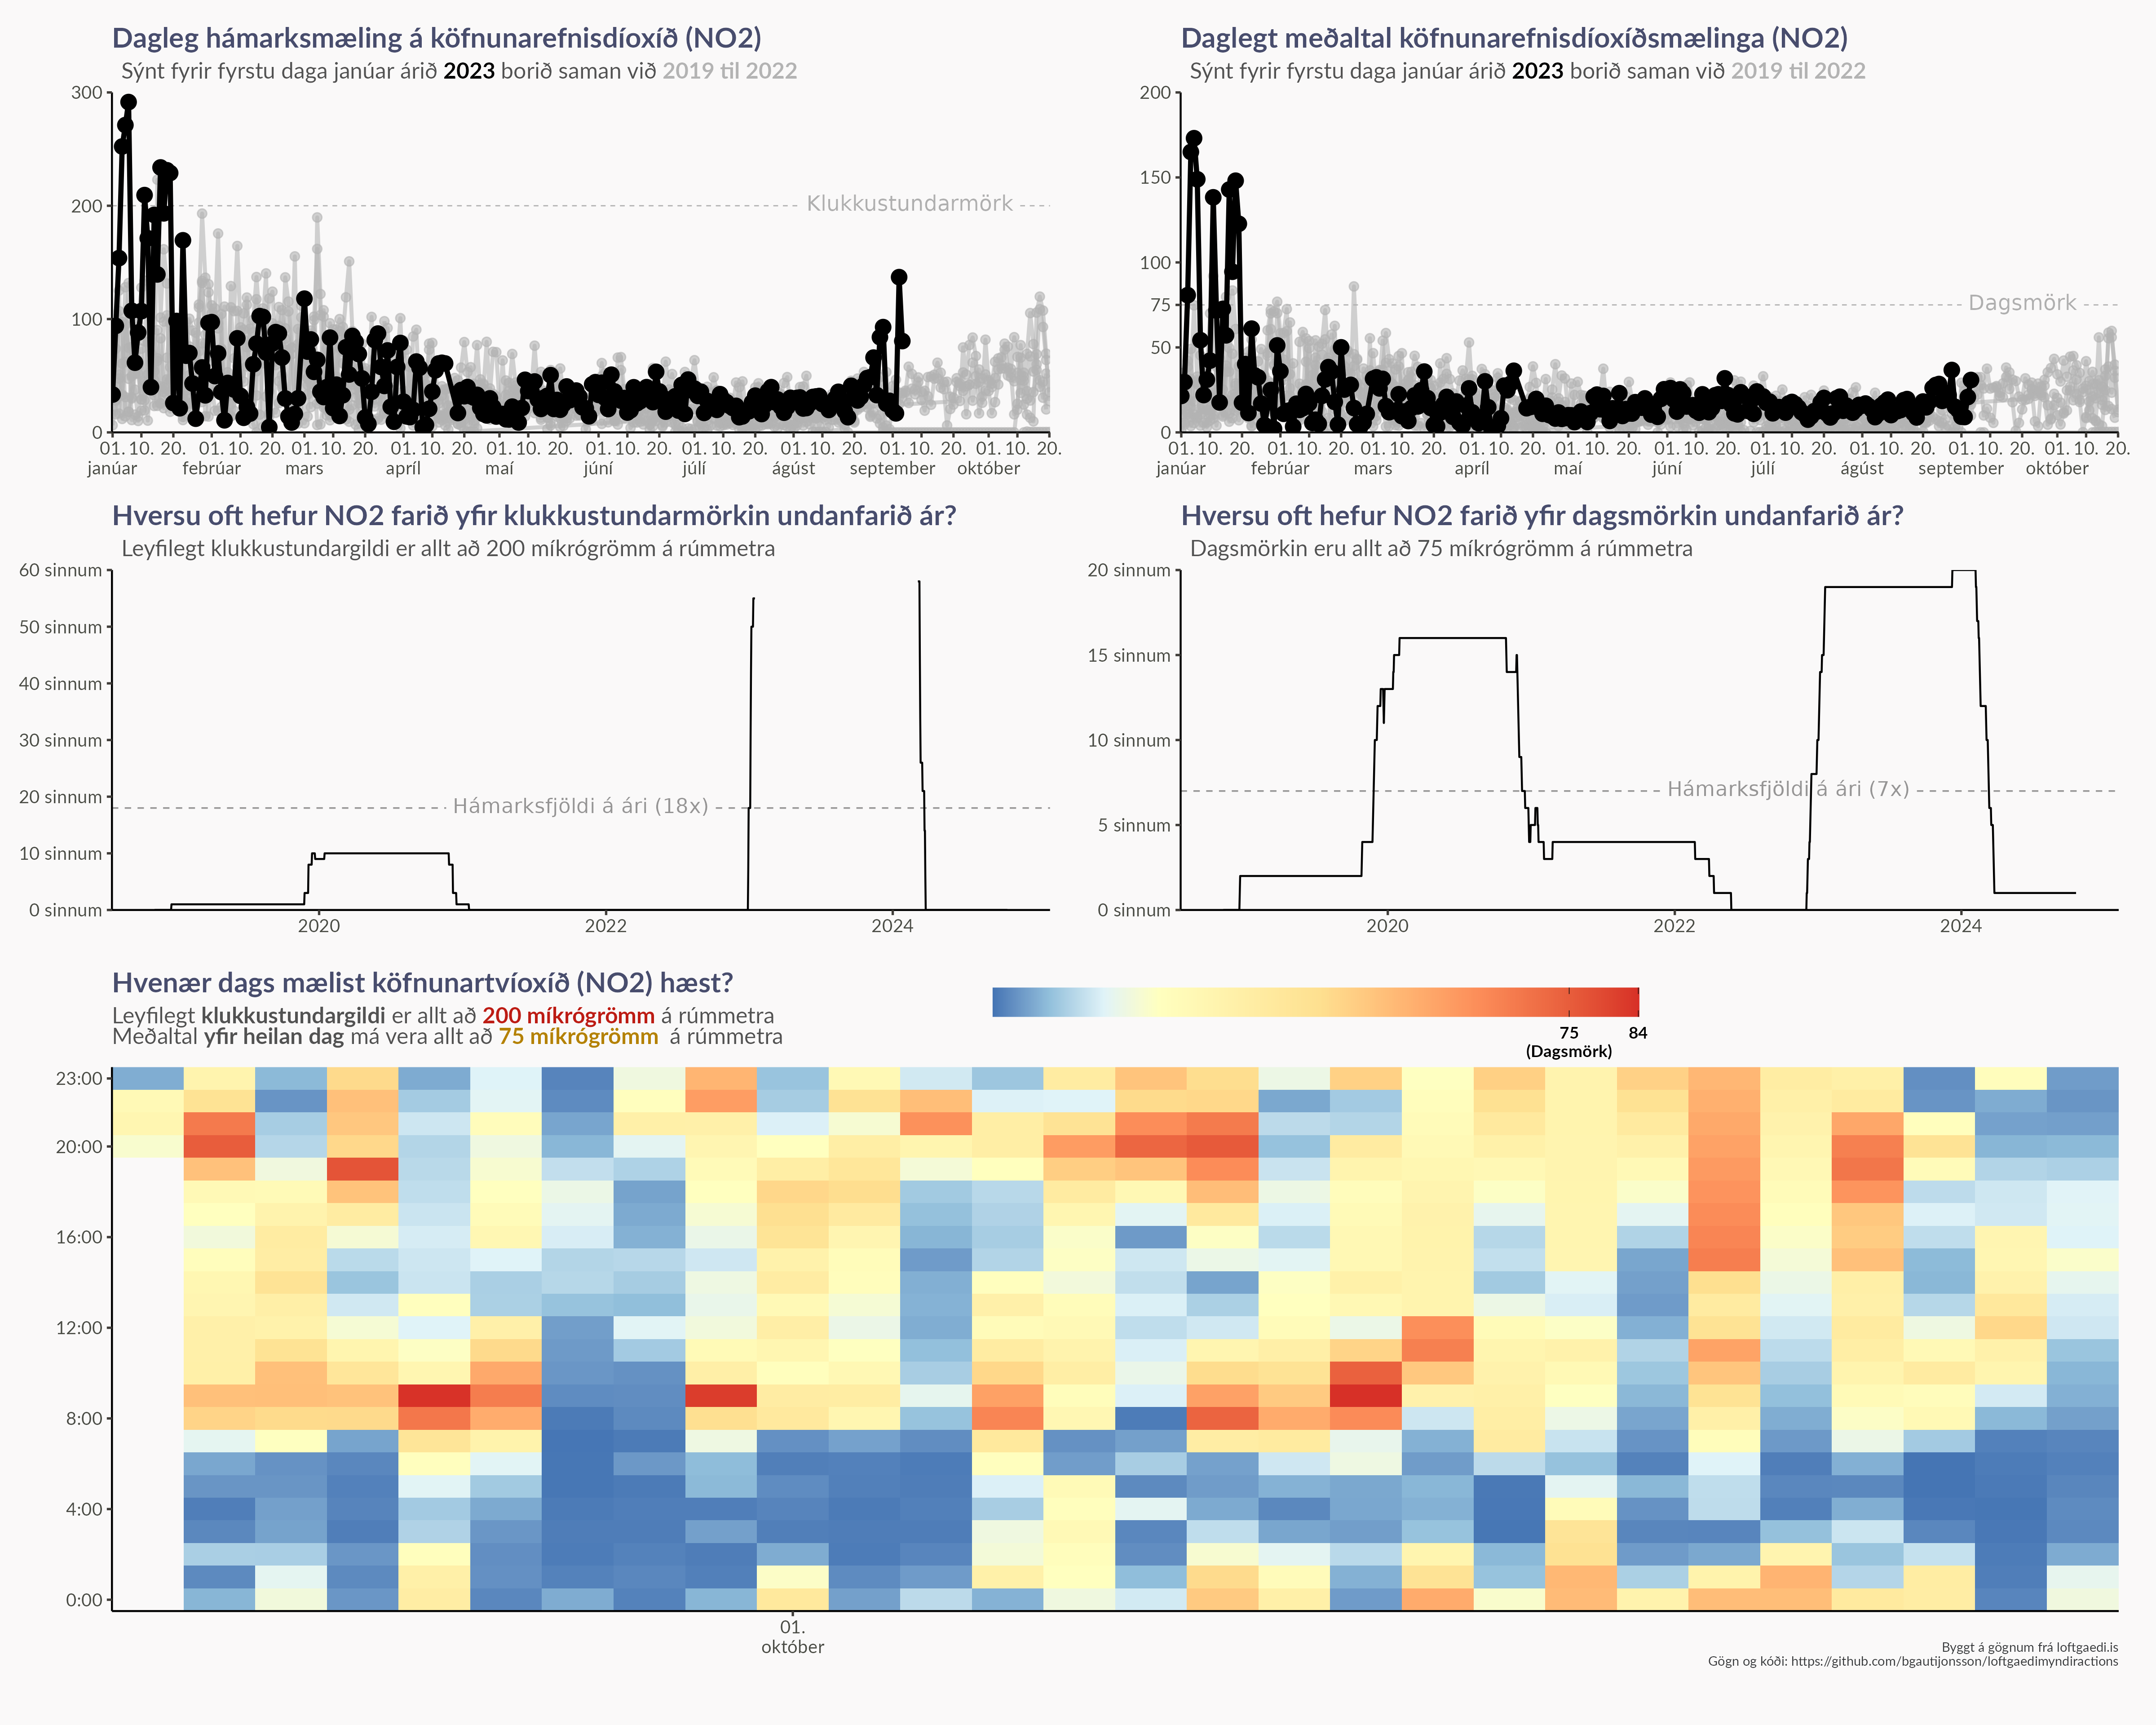 Dagleg hámarksmæling á köfnunarefnisdíoxíð (NO2)
Sýnt fyrir fyrstu daga janúar árið 2023 borið saman við 2019 til 2022
300
200
100
0
Klukkustundarmörk
01. 10. 20. 01. 10. 20. 01. 10. 20. 01. 10. 20. 01. 10. 20. 01. 10. 20. 01. 10. 20. 01. 10. 20. 01. 10. 20. 01. 10. 20.
janúar febrúar mars apríl maí júní júlí ágúst september október
Daglegt meðaltal köfnunarefnisdíoxíðsmælinga (NO2)
Sýnt fyrir fyrstu daga janúar árið 2023 borið saman við 2019 til 2022
200
150
100
75
50
0
Dagsmörk
01. 10. 20. 01. 10. 20. 01. 10. 20. 01. 10. 20. 01. 10. 20. 01. 10. 20. 01. 10. 20. 01. 10. 20. 01. 10. 20. 01. 10. 20.
janúar febrúar mars apríl maí júní júlí ágúst september október
Hversu oft hefur NO2 farið yfir klukkustundarmörkin undanfarið ár?
Leyfilegt klukkustundargildi er allt að 200 míkrógrömm á rúmmetra
60 sinnum
50 sinnum
40 sinnum
30 sinnum
20 sinnum
10 sinnum
0 sinnum
Hámarksfjöldi á ári (18x)
2020 2022 2024
Hversu oft hefur NO2 farið yfir dagsmörkin undanfarið ár?
Dagsmörkin eru allt að 75 míkrógrömm á rúmmetra
20 sinnum
15 sinnum
10 sinnum
5 sinnum
0 sinnum
Hámarksfjöldi á ári (7x)
2020 2022 2024
Hvenær dags mælist köfnunartvíoxíð (NO2) hæst?
Leyfilegt klukkustundargildi er allt að 200 míkrógrömm á rúmmetra
Meðaltal yfir heilan dag má vera allt að 75 míkrógrömm á rúmmetra
75 84
(Dagsmörk)
23:00
20:00
16:00
12:00
8:00
4:00
0:00
01.
október
Byggt á gögnum frá loftgaedi.is
Gögn og kóði: https://github.com/bgautijonsson/loftgaedimyndiractions